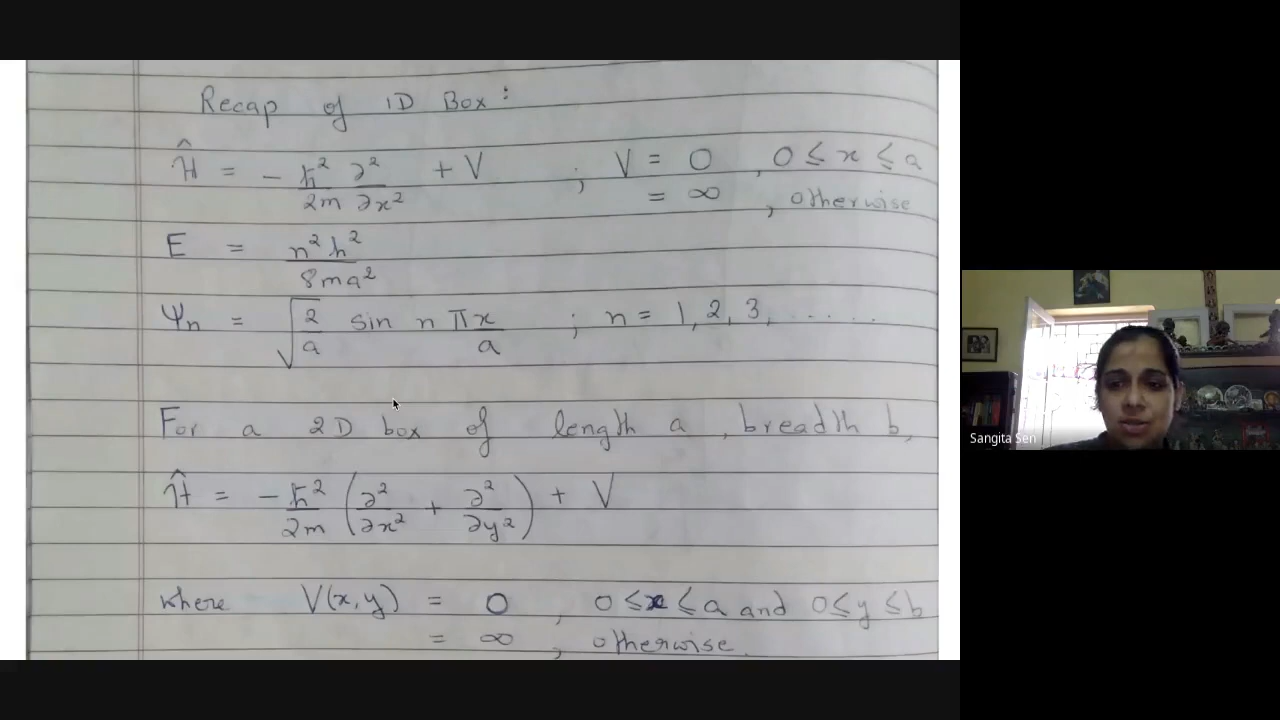 Recap of 1D Box :
Ĥ = - ħ²/2m ∂²/∂x² + V ; V = 0 , 0 ≤ x ≤ a
= ∞ , otherwise
E = n²h²/8ma²
Ψn = √(2/a) sin nπx/a ; n = 1, 2, 3, .....
For a 2D box of length a , breadth b,
Ĥ = -ħ²/2m (∂²/∂x² + ∂²/∂y²) + V
where V(x,y) = 0 , 0 ≤ x ≤ a and 0 ≤ y ≤ b
= ∞ , otherwise.
Sangita Sen